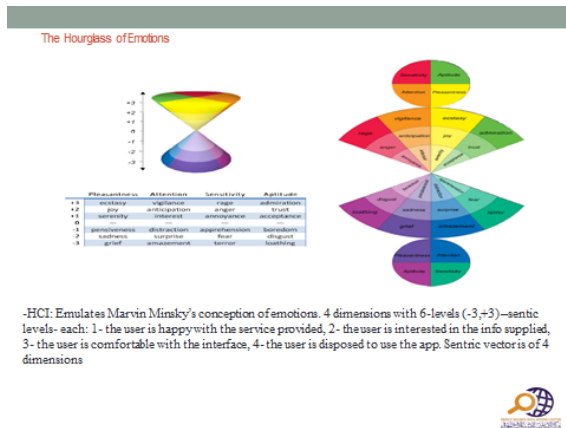 The Hourglass of Emotions
+3
+2
+1
0
-1
-2
-3
Pleasantness Attention Sensitivity Aptitude
+3 ecstasy vigilance rage admiration
+2 joy anticipation anger trust
+1 serenity interest annoyance acceptance
0
-1 pensiveness distraction apprehension boredom
-2 sadness surprise fear disgust
-3 grief amazement terror loathing
Sensitivity Aptitude
Attention Pleasantness
vigilance ecstasy
rage anticipation joy admiration
anger trust
disgust fear
loathing sadness surprise terror
grief amazement
Pleasantness Attention
Aptitude Sensitivity
-HCI: Emulates Marvin Minsky's conception of emotions. 4 dimensions with 6-levels (-3,+3)–sentic
levels- each: 1- the user is happy with the service provided, 2- the user is interested in the info supplied,
3- the user is comfortable with the interface, 4- the user is disposed to use the app. Sentric vector is of 4
dimensions